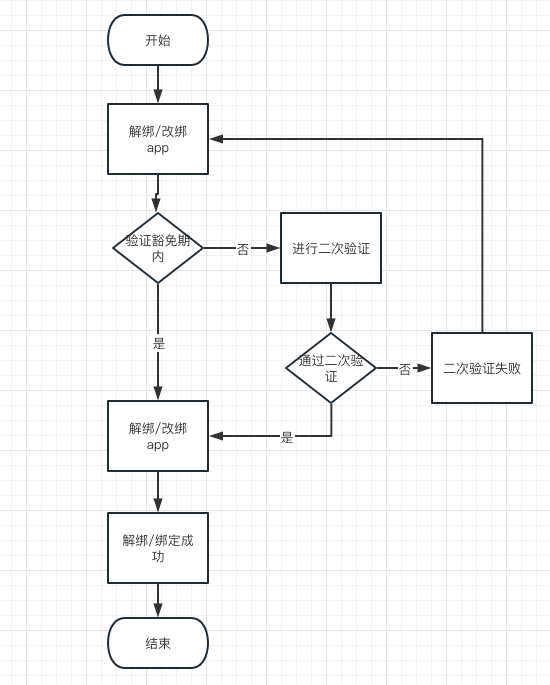 开始
解绑/改绑
app
验证豁免期
内
否
进行二次验证
是
通过二次验
证
否
二次验证失败
解绑/改绑
app
是
解绑/绑定成
功
结束